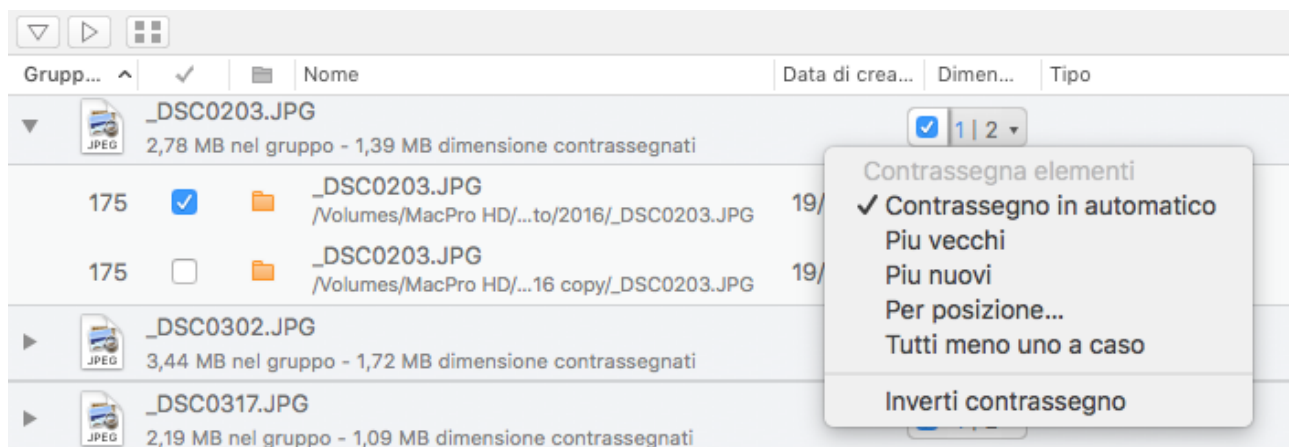 Grupp... Nome Data di crea... Dimen... Tipo
_DSC0203.JPG
JPEG 2,78 MB nel gruppo - 1,39 MB dimensione contrassegnati
1 | 2
Contrassegna elementi
175 _DSC0203.JPG 19/
/Volumes/MacPro HD/...to/2016/_DSC0203.JPG
Contrassegno in automatico
Piu vecchi
175 _DSC0203.JPG 19/
/Volumes/MacPro HD/...16 copy/_DSC0203.JPG
Piu nuovi
Per posizione...
Tutti meno uno a caso
_DSC0302.JPG
JPEG 3,44 MB nel gruppo - 1,72 MB dimensione contrassegnati
Inverti contrassegno
_DSC0317.JPG
JPEG 2,19 MB nel gruppo - 1,09 MB dimensione contrassegnati